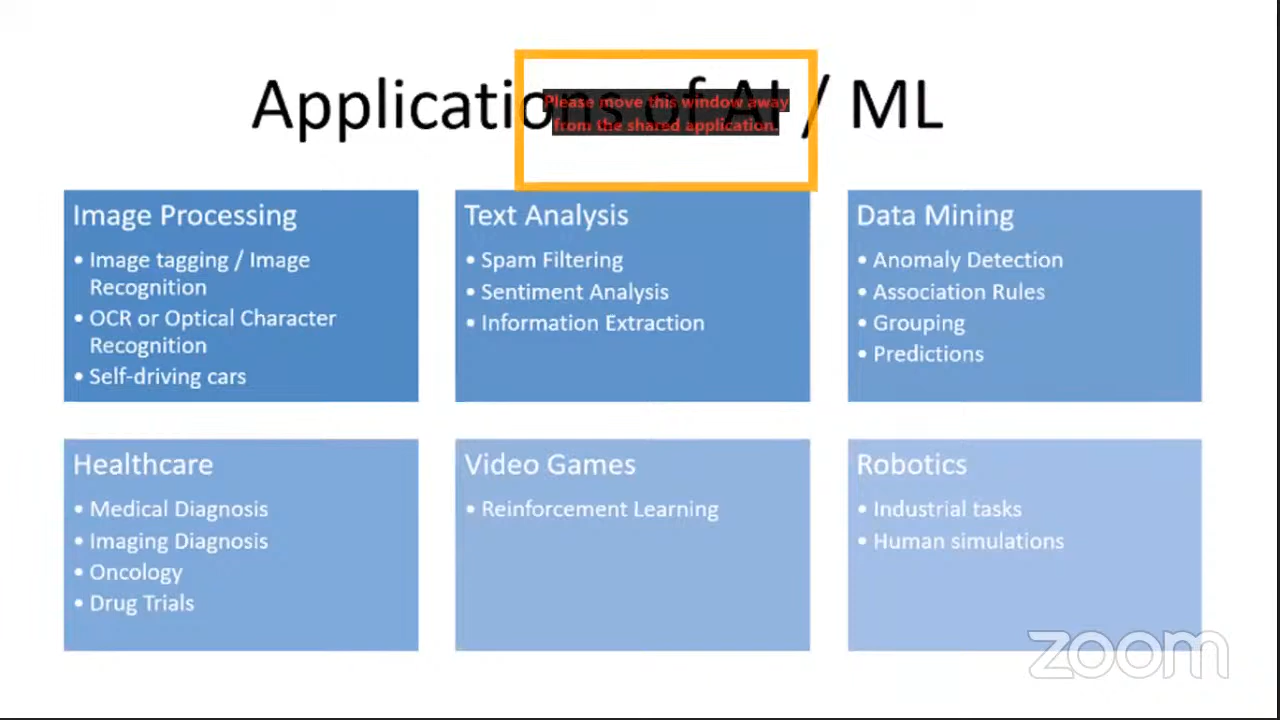 Applications of AI / ML
Please move this window away
from the shared application.
Image Processing
• Image tagging / Image
Recognition
• OCR or Optical Character
Recognition
• Self-driving cars
Text Analysis
• Spam Filtering
• Sentiment Analysis
• Information Extraction
Data Mining
• Anomaly Detection
• Association Rules
• Grouping
• Predictions
Healthcare
• Medical Diagnosis
• Imaging Diagnosis
• Oncology
• Drug Trials
Video Games
• Reinforcement Learning
Robotics
• Industrial tasks
• Human simulations
zoom